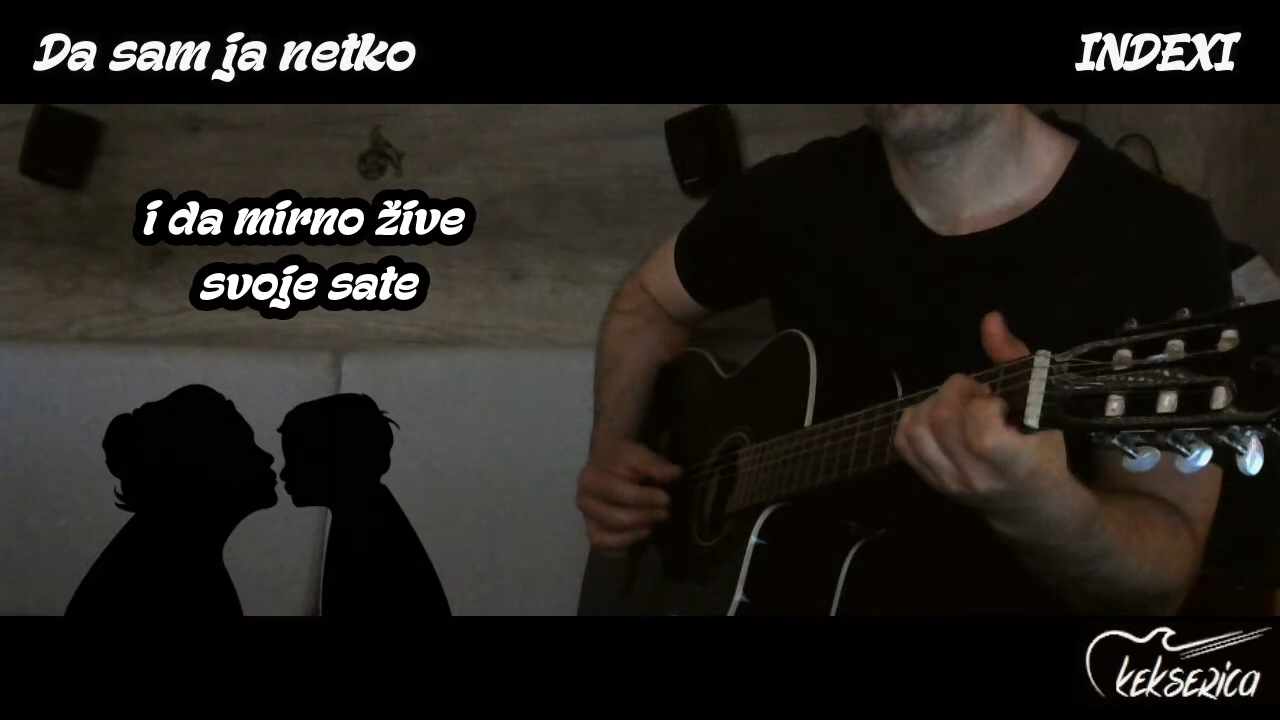 Da sam ja netko
INDEXI
i da mirno žive
svoje sate
KEKSERICA